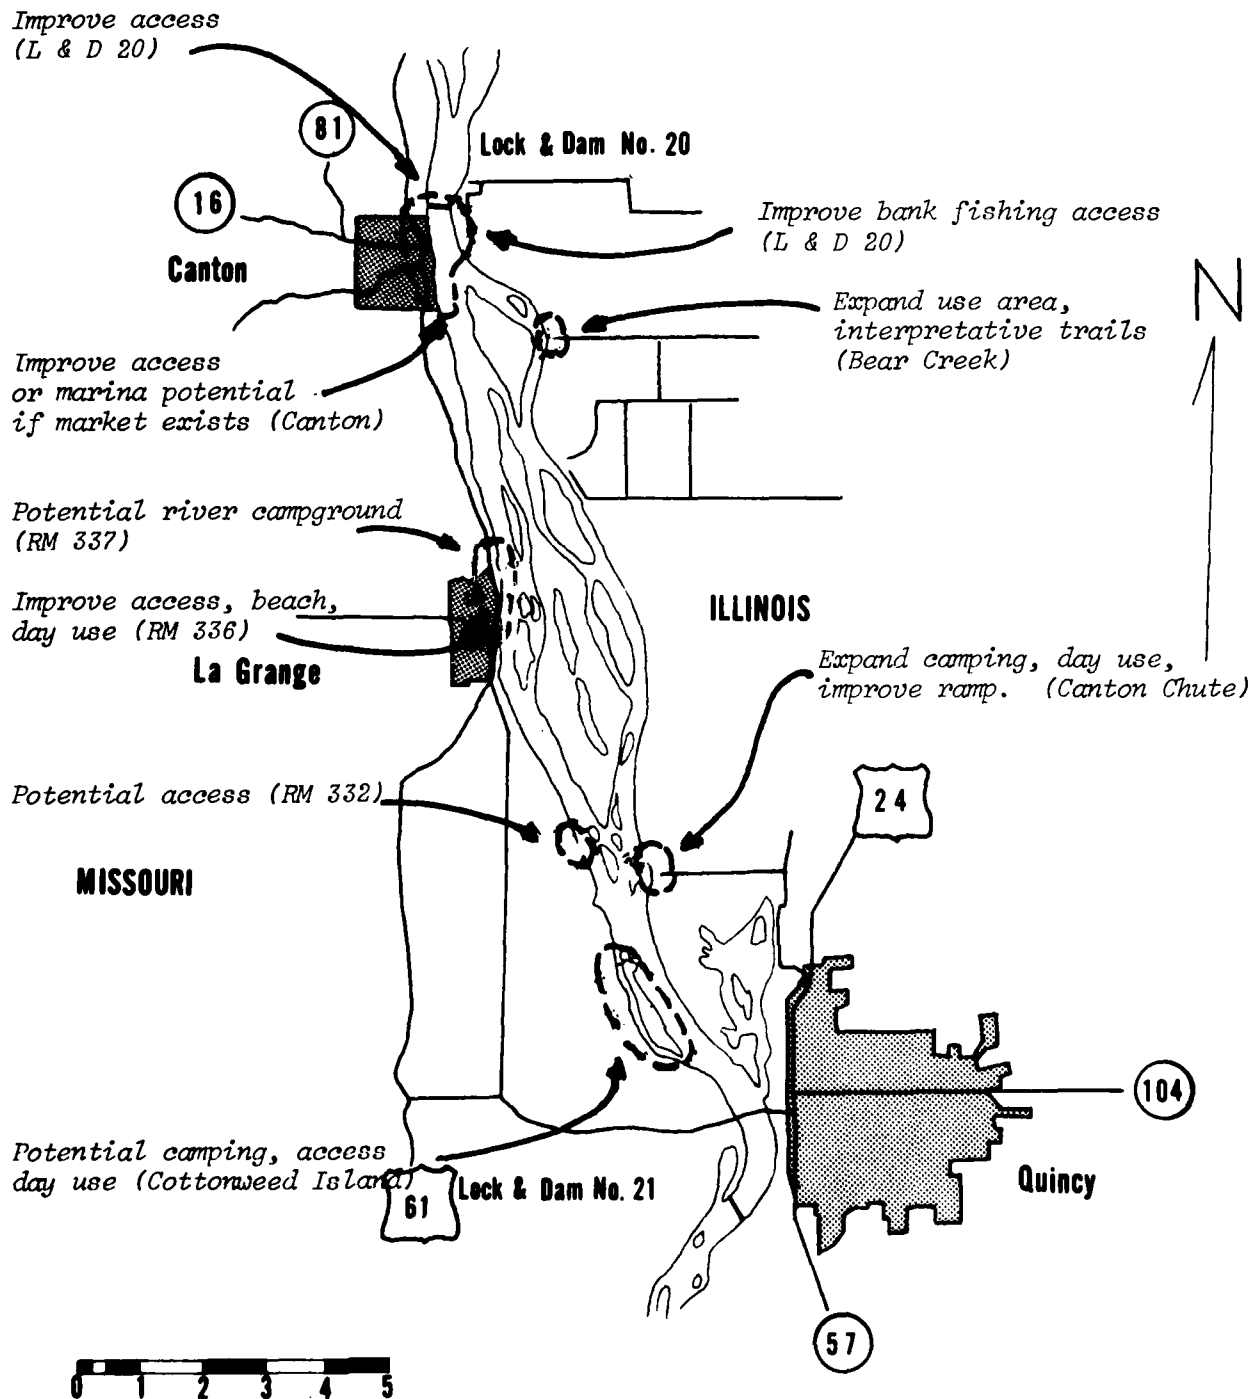 Improve access
(L & D 20)
81
Lock & Dam No. 20
16
Improve bank fishing access
(L & D 20)
Canton
N
Expand use area,
interpretative trails
(Bear Creek)
Improve access
or marina potential
if market exists (Canton)
Potential river campground
(RM 337)
Improve access, beach,
day use (RM 336)
ILLINOIS
La Grange
Expand camping, day use,
improve ramp. (Canton Chute)
Potential access (RM 332)
24
MISSOURI
104
Potential camping, access
day use (Cottonweed Island)
61
Lock & Dam No. 21
Quincy
57
0 1 2 3 4 5